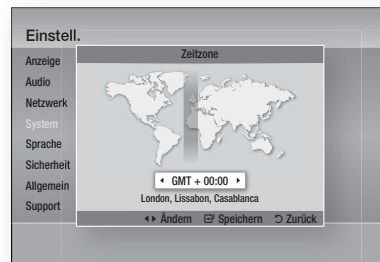 Einstell.
Zeitzone
Anzeige
Audio
Netzwerk
System
Sprache
Sicherheit
Allgemein
Support
GMT + 00:00
London, Lissabon, Casablanca
Ändern Speichern Zurück